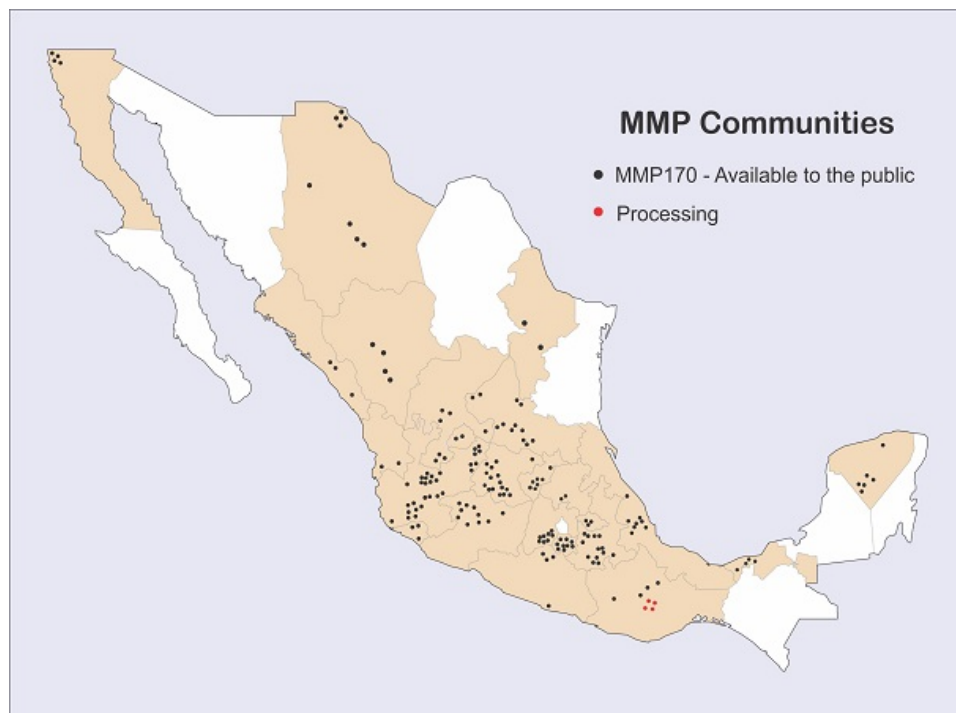 MMP Communities
MMP170 - Available to the public
Processing